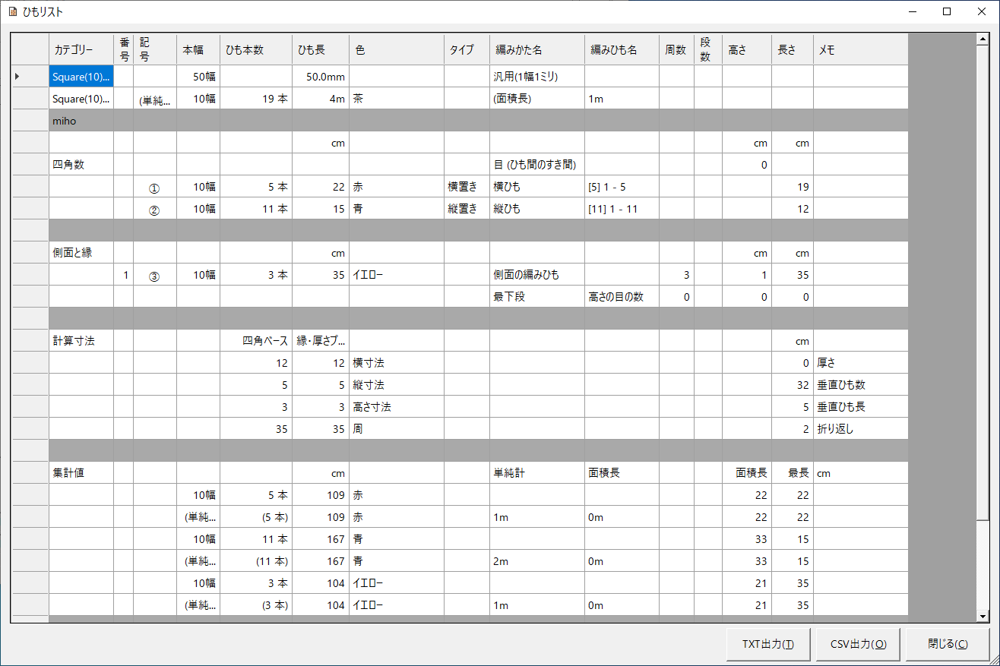 ひもリスト
カテゴリー 番号 記号 本幅 ひも本数 ひも長 色 タイプ 編みかた名 編みひも名 周数 段数 高さ 長さ メモ
Square(10)... 50幅 50.0mm 汎用(1幅1ミリ)
Square(10)... (単純... 10幅 19 本 4m 茶 (面積長) 1m
miho
cm cm cm
四角数 目 (ひも間のすき間) 0
① 10幅 5 本 22 赤 横置き 横ひも [5] 1 - 5 19
② 10幅 11 本 15 青 縦置き 縦ひも [11] 1 - 11 12
側面と縁 cm cm cm
1 ③ 10幅 3 本 35 イエロー 側面の編みひも 3 1 35
最下段 高さの目の数 0 0 0
計算寸法 四角ベース 縁・厚さプ... cm
12 12 横寸法 0 厚さ
5 5 縦寸法 32 垂直ひも数
3 3 高さ寸法 5 垂直ひも長
35 35 周 2 折り返し
集計値 cm 単純計 面積長 面積長 最長 cm
10幅 5 本 109 赤 22 22
(単純... (5 本) 109 赤 1m 0m 22 22
10幅 11 本 167 青 33 15
(単純... (11 本) 167 青 2m 0m 33 15
10幅 3 本 104 イエロー 21 35
(単純... (3 本) 104 イエロー 1m 0m 21 35
TXT出力(T) CSV出力(O) 閉じる(C)